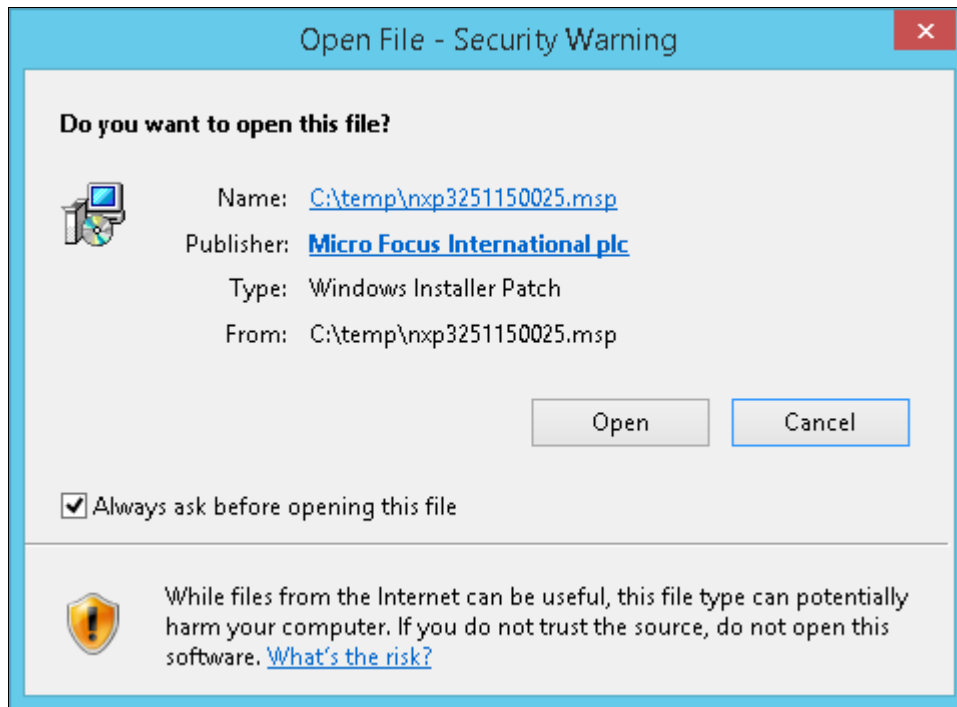 Open File - Security Warning
Do you want to open this file?
Name: C:\temp\nxp3251150025.msp
Publisher: Micro Focus International plc
Type: Windows Installer Patch
From: C:\temp\nxp3251150025.msp
Open Cancel
Always ask before opening this file
While files from the Internet can be useful, this file type can potentially
harm your computer. If you do not trust the source, do not open this
software. What's the risk?